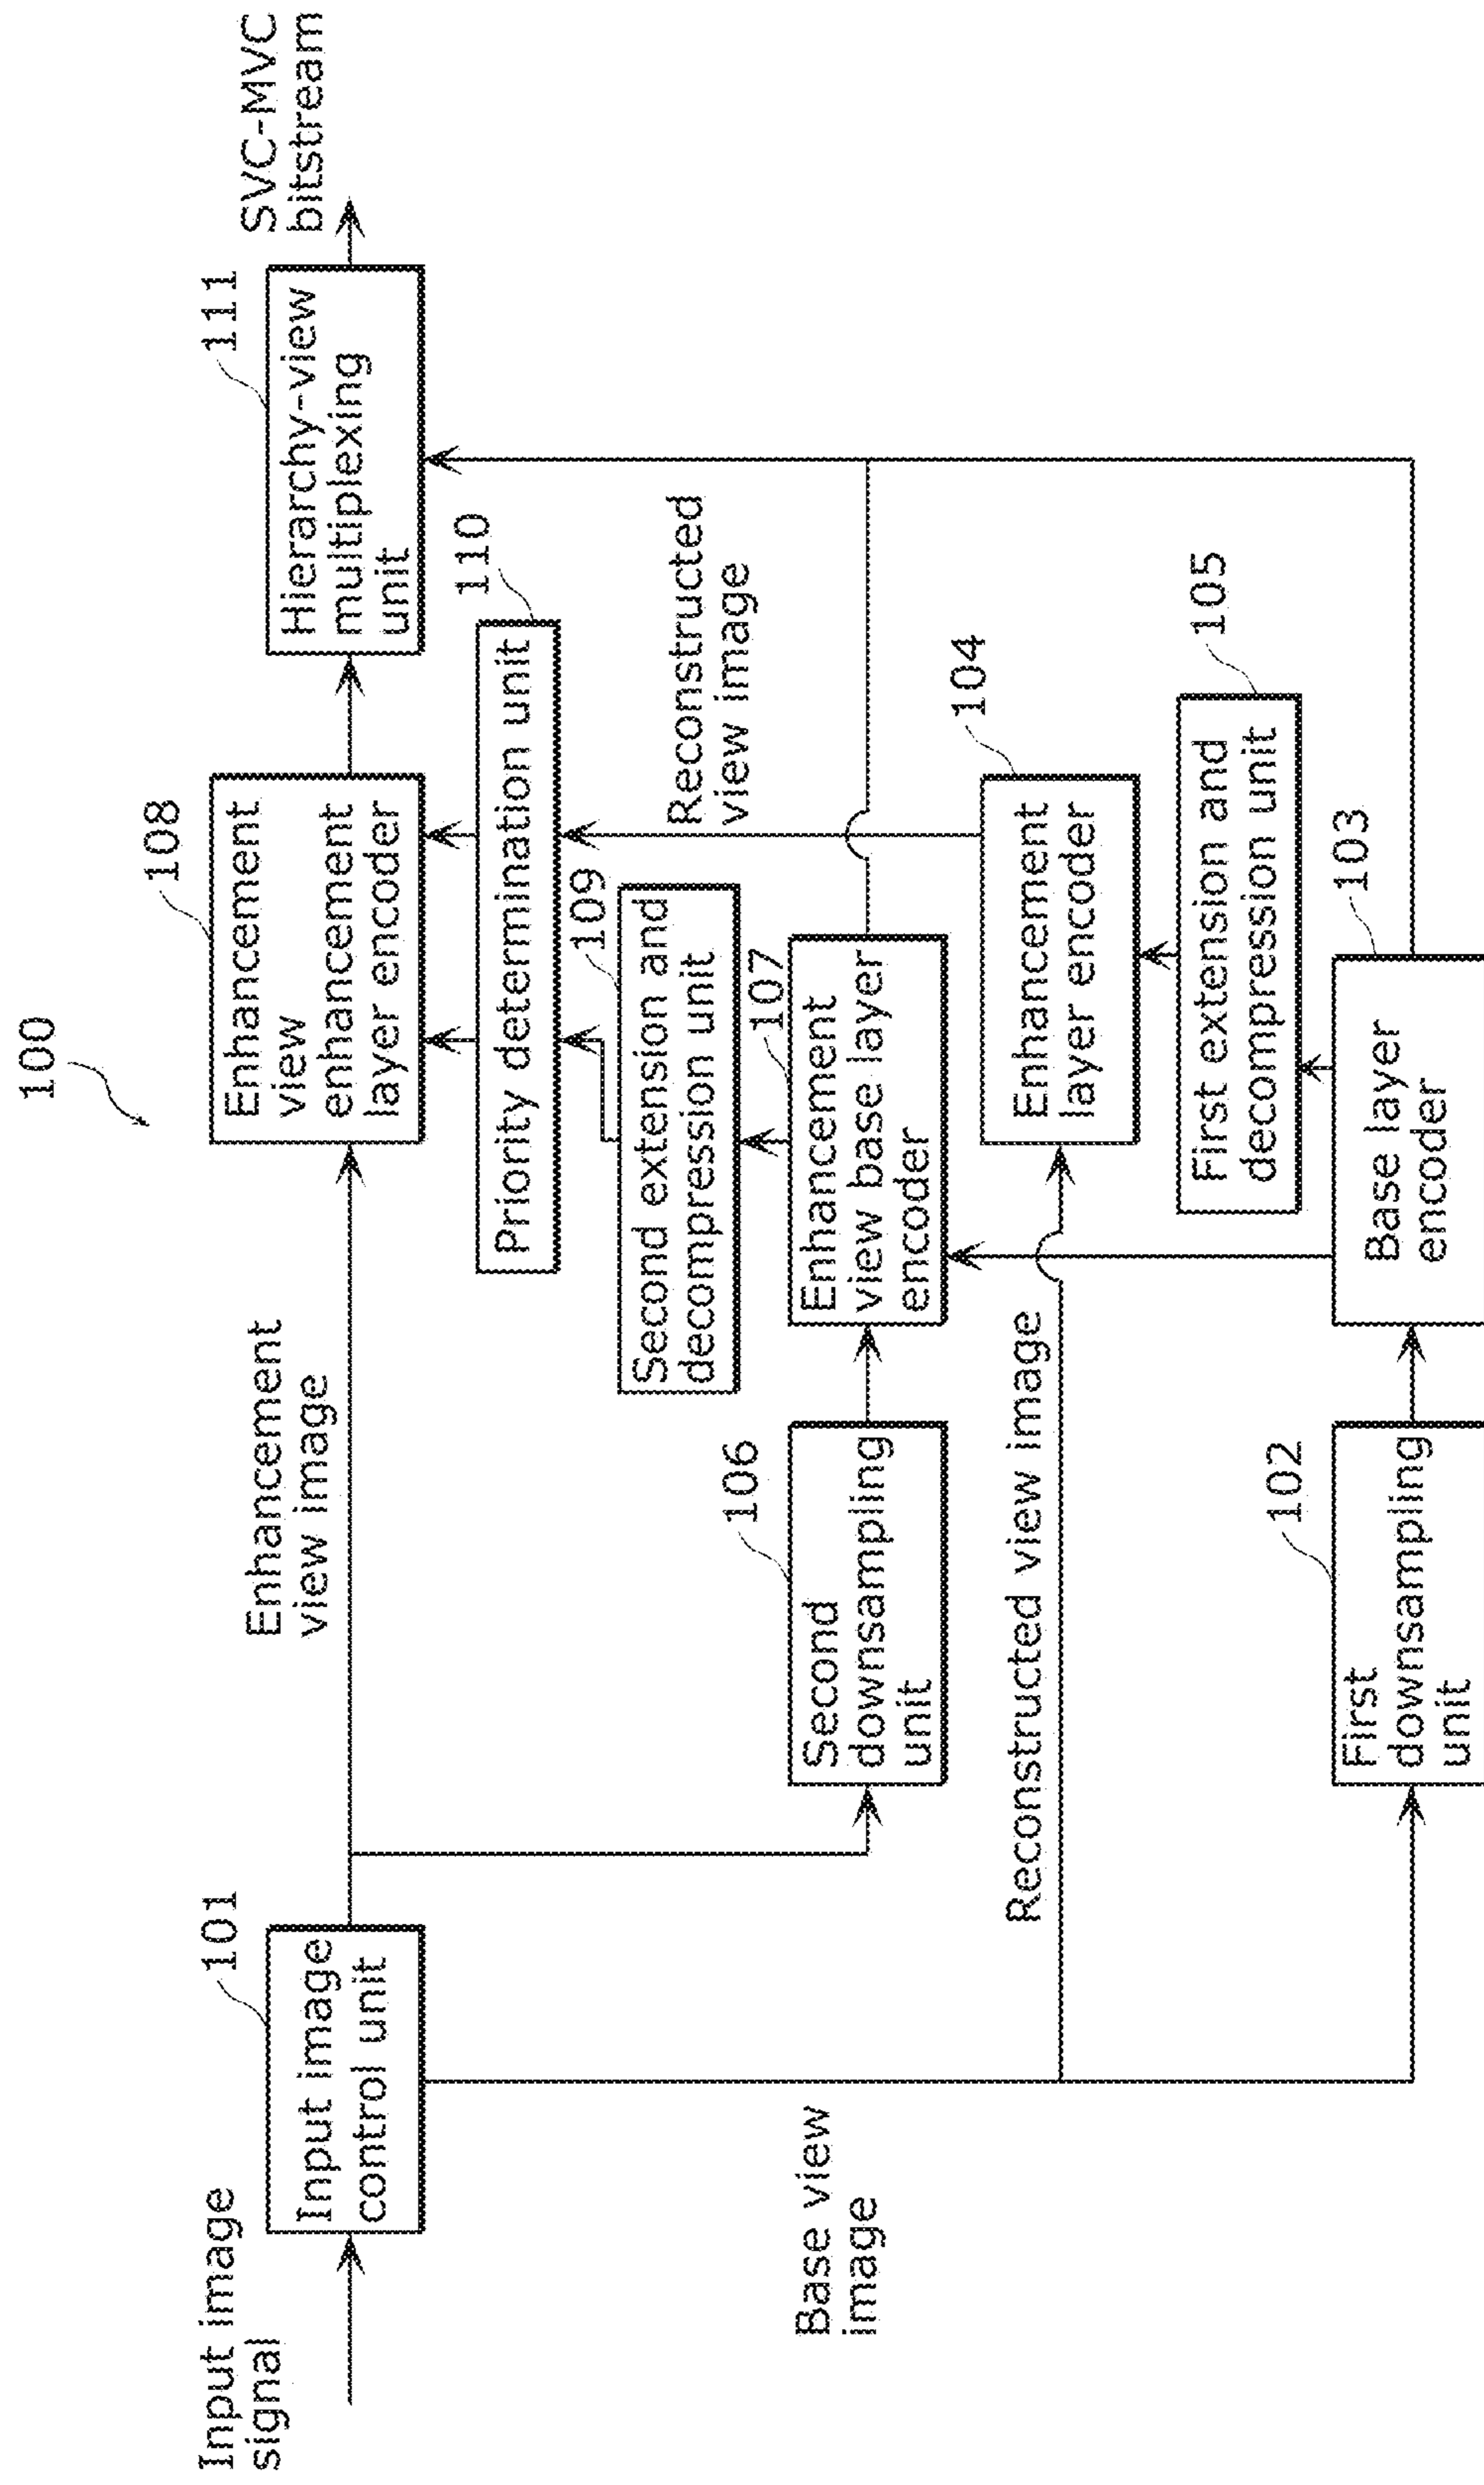 100
Input image
signal
101
Input image
control unit
Enhancement
view image
108
Enhancement
view
enhancement
layer encoder
111
Hierarchy-view
multiplexing
unit
SVC-MVC
bitstream
110
Priority determination unit
109
Second extension and
decompression unit
Reconstructed
view image
Base view
image
106
Second
downsampling
unit
107
Enhancement
view base layer
encoder
Reconstructed view image
104
Enhancement
layer encoder
105
First extension and
decompression unit
102
First
downsampling
unit
103
Base layer
encoder